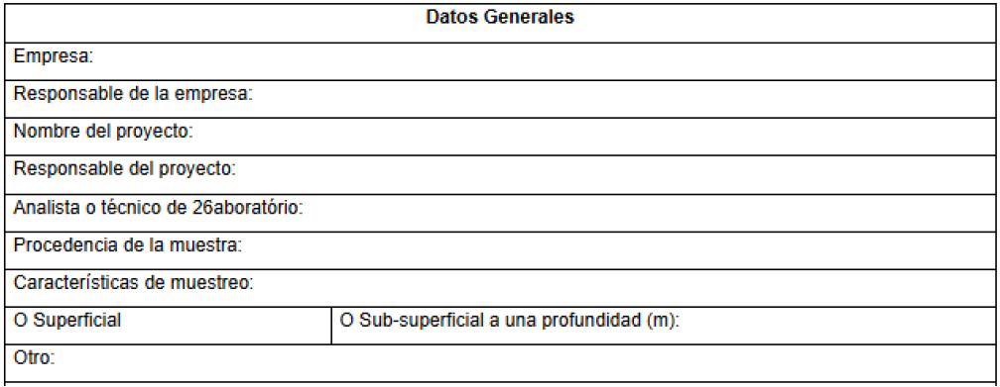 Datos Generales
Empresa:
Responsable de la empresa:
Nombre del proyecto:
Responsable del proyecto:
Analista o técnico de 26aboratório:
Procedencia de la muestra:
Características de muestreo:
O Superficial
O Sub-superficial a una profundidad (m):
Otro: